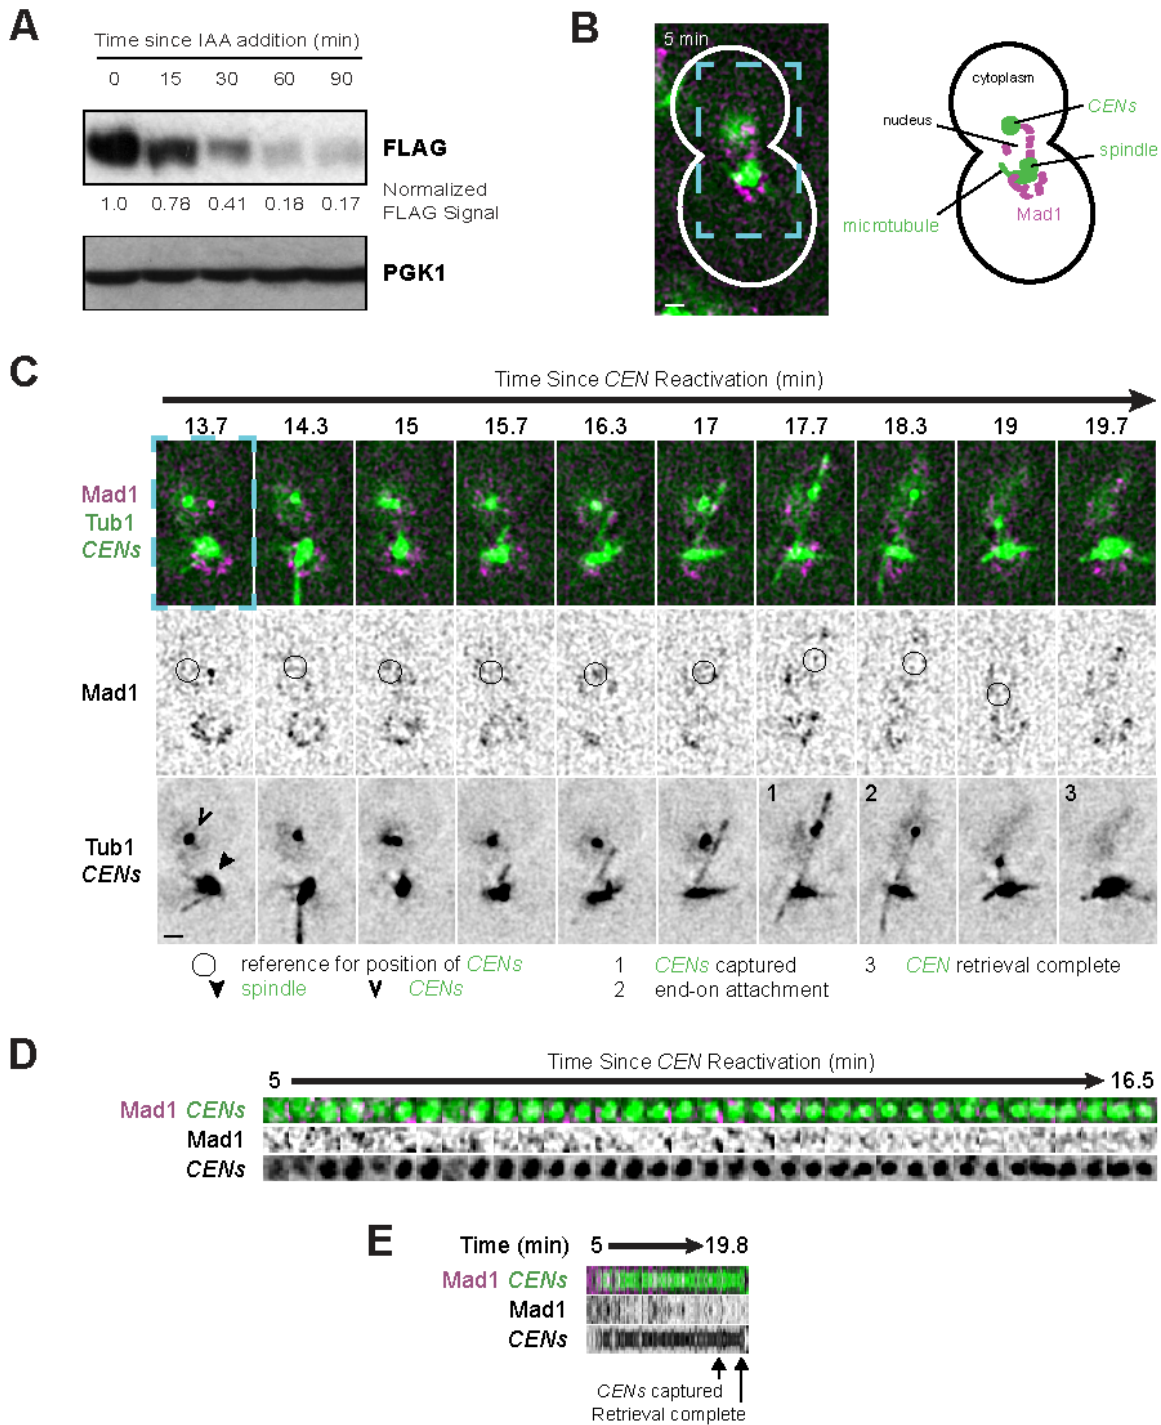 A
Time since IAA addition (min)
0 15 30 60 90
FLAG
1.0 0.78 0.41 0.18 0.17
Normalized
FLAG Signal
PGK1
B
5 min
cytoplasm
CENs
nucleus
spindle
Mad1
microtubule
C
Time Since CEN Reactivation (min)
13.7 14.3 15 15.7 16.3 17 17.7 18.3 19 19.7
Mad1
Tub1
CENs
Mad1
1 2 3
Tub1
CENs
reference for position of CENs
1 CENs captured
3 CEN retrieval complete
spindle
CENs
2 end-on attachment
D
Time Since CEN Reactivation (min)
5 16.5
Mad1 CENs
Mad1
CENs
E
Time (min) 5 19.8
Mad1 CENs
Mad1
CENs
CENs captured
Retrieval complete